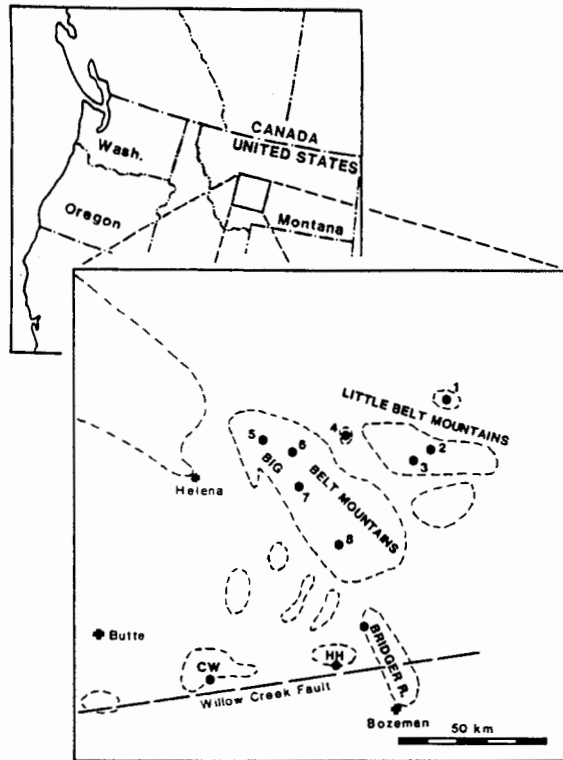 CANADA
UNITED STATES
Wash.
Oregon
Montana
1
LITTLE BELT MOUNTAINS
4
2
3
5
6
BIG
BELT MOUNTAINS
Helena
7
8
Butte
CW
HH
BRIDGER R.
Willow Creek Fault
Bozeman
50 km